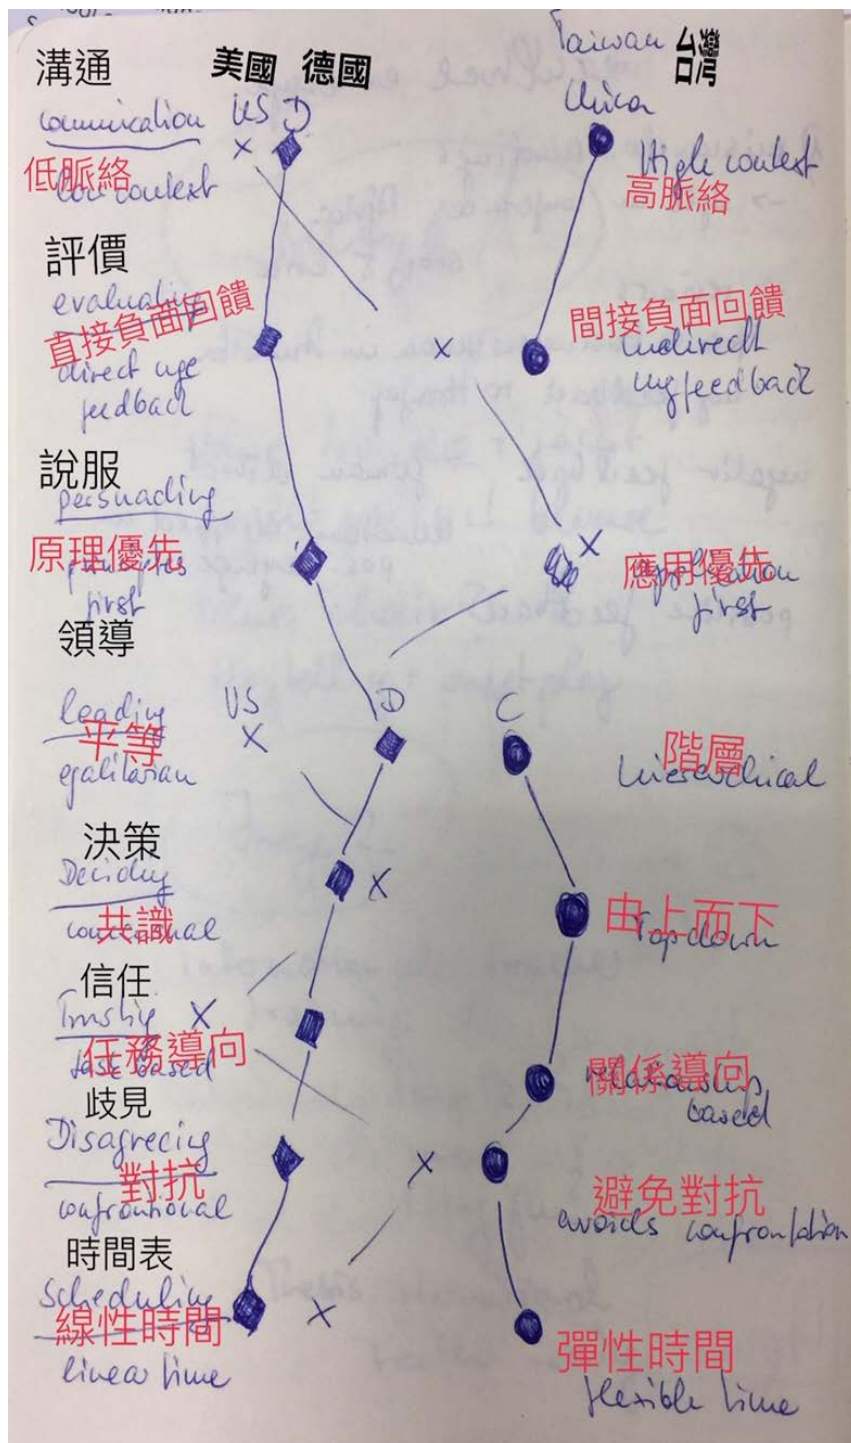 溝通 美國 德國 Taiwan 台灣
communication US D China
低脈絡 low context High context
高脈絡
評價
evaluating
直接負面回饋 間接負面回饋
direct neg indirect
feedback neg feedback
說服
persuading
原理優先 principles 應用優先 application
first first
領導
leading US D C
平等 階層
egalitarian hierarchical
決策
Deciding
共識 由上而下
consensual Topdown
信任
Trusting
任務導向 關係導向
task based relationship
based
歧見
Disagreeing
對抗 避免對抗
confrontional avoids confrontation
時間表
Scheduling
線性時間 彈性時間
linear time flexible time